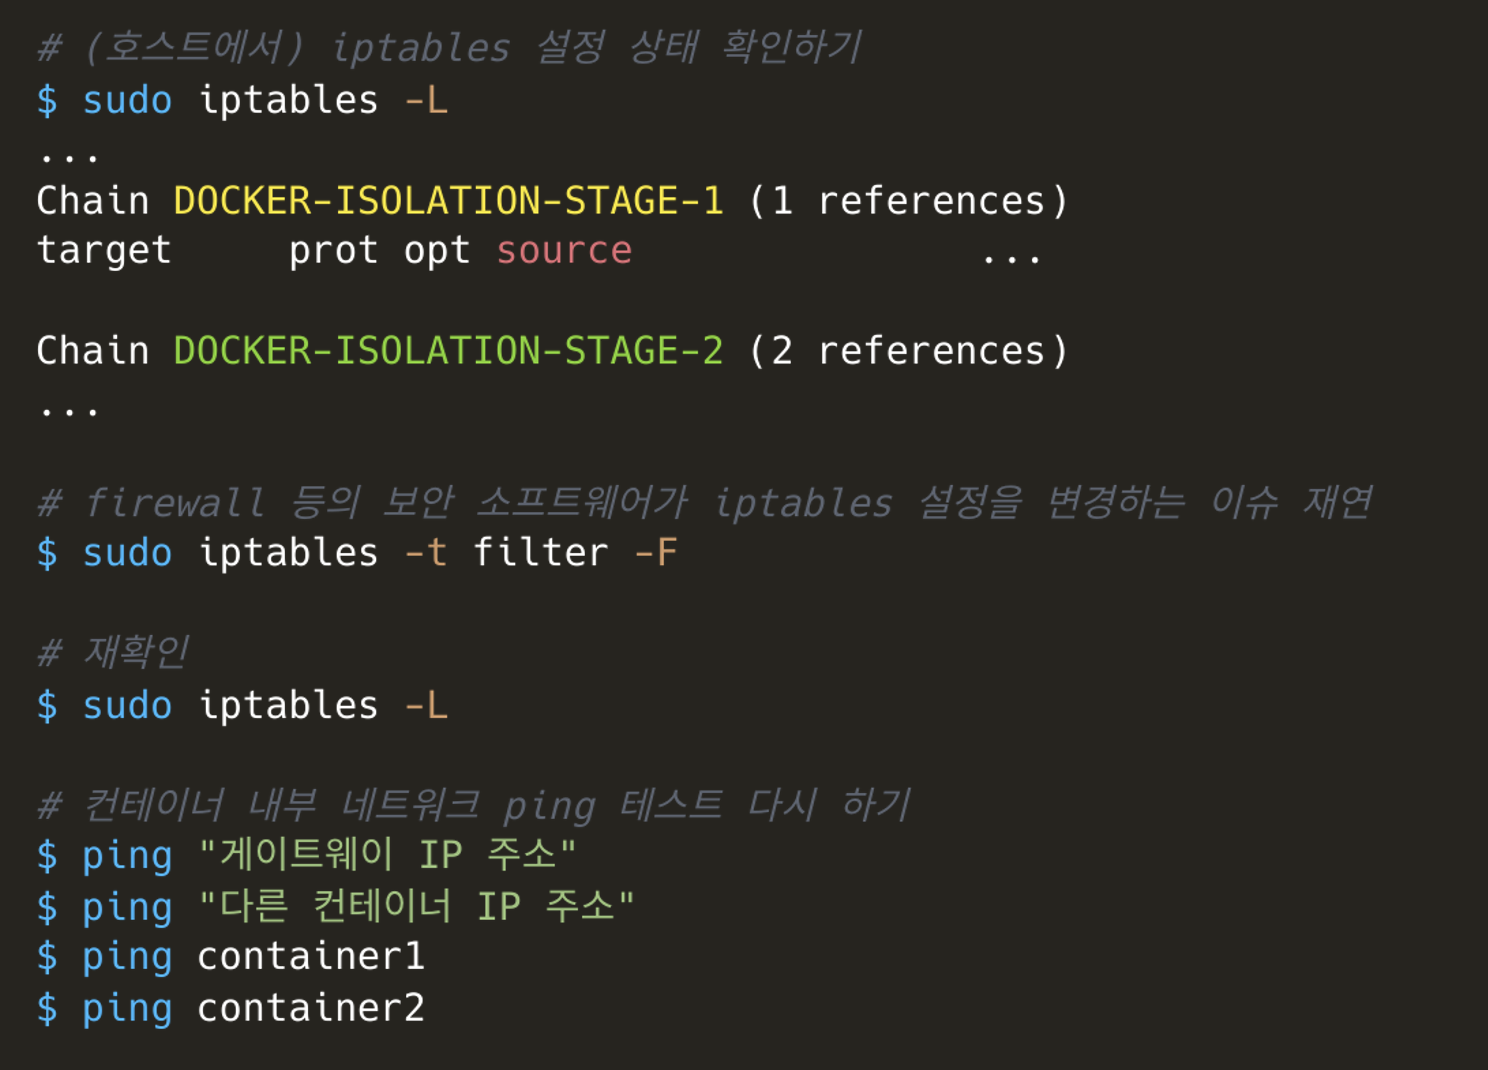 # (호스트에서) iptables 설정 상태 확인하기
$ sudo iptables -L
...
Chain DOCKER-ISOLATION-STAGE-1 (1 references)
target     prot opt source               ...
Chain DOCKER-ISOLATION-STAGE-2 (2 references)
...
# firewall 등의 보안 소프트웨어가 iptables 설정을 변경하는 이슈 재연
$ sudo iptables -t filter -F
# 재확인
$ sudo iptables -L
# 컨테이너 내부 네트워크 ping 테스트 다시 하기
$ ping "게이트웨이 IP 주소"
$ ping "다른 컨테이너 IP 주소"
$ ping container1
$ ping container2